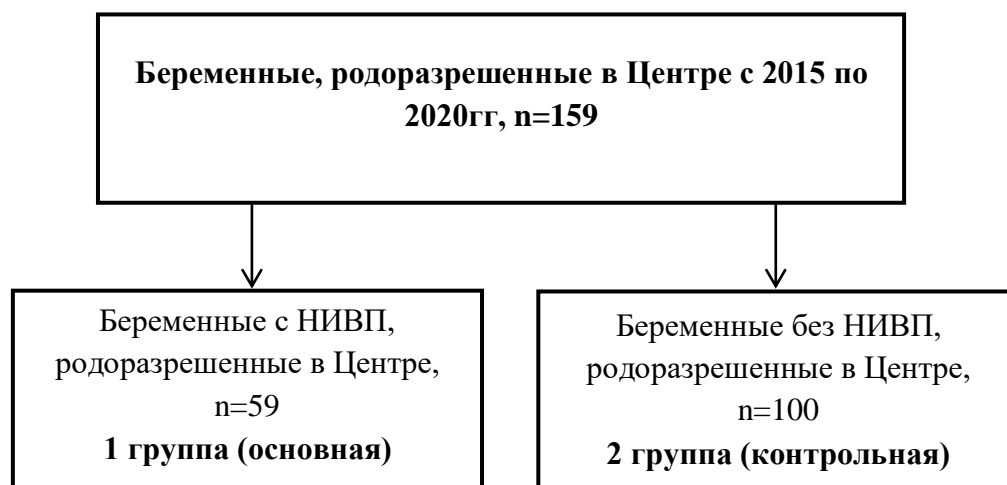 Беременные, родоразрешенные в Центре с 2015 по
2020гг, n=159
Беременные с НИВП,
родоразрешенные в Центре,
n=59
1 группа (основная)
Беременные без НИВП,
родоразрешенные в Центре,
n=100
2 группа (контрольная)